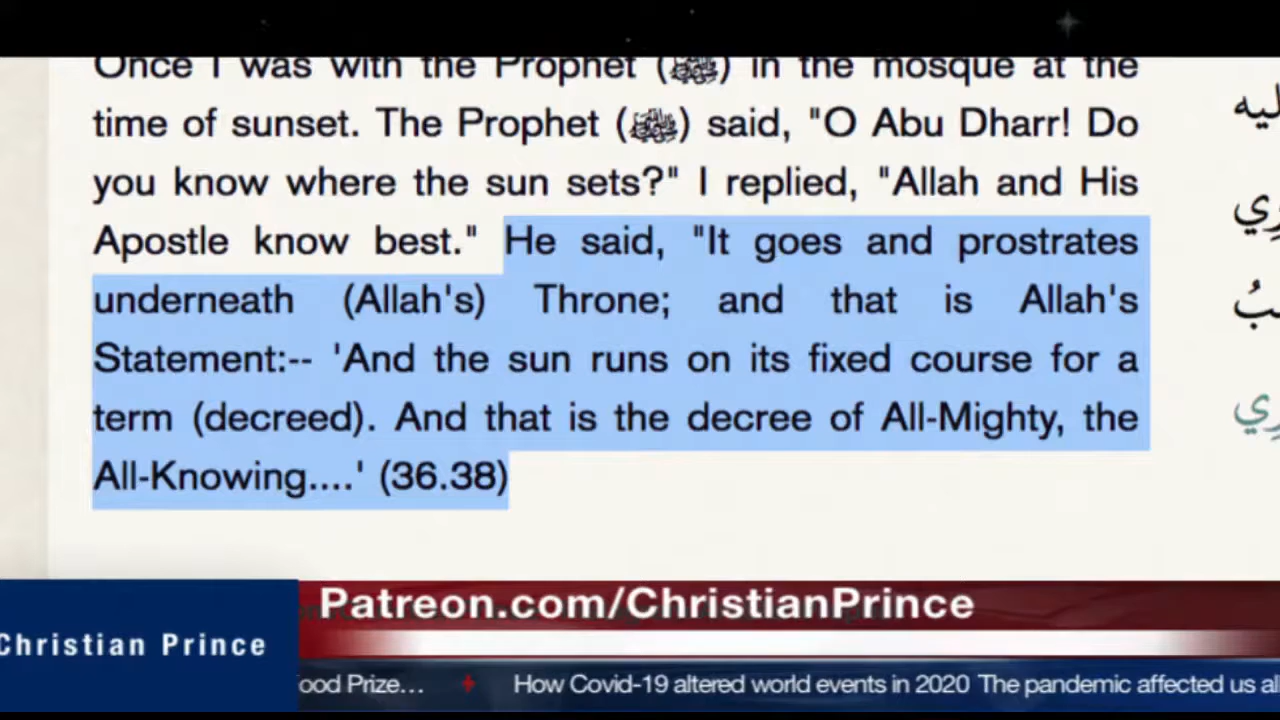 Once I was with the Prophet (ﷺ) in the mosque at the
time of sunset. The Prophet (ﷺ) said, "O Abu Dharr! Do
you know where the sun sets?" I replied, "Allah and His
Apostle know best." He said, "It goes and prostrates
underneath (Allah's) Throne; and that is Allah's
Statement:-- 'And the sun runs on its fixed course for a
term (decreed). And that is the decree of All-Mighty, the
All-Knowing....' (36.38)
Patreon.com/ChristianPrince
Christian Prince
ood Prize... How Covid-19 altered world events in 2020 The pandemic affected us al